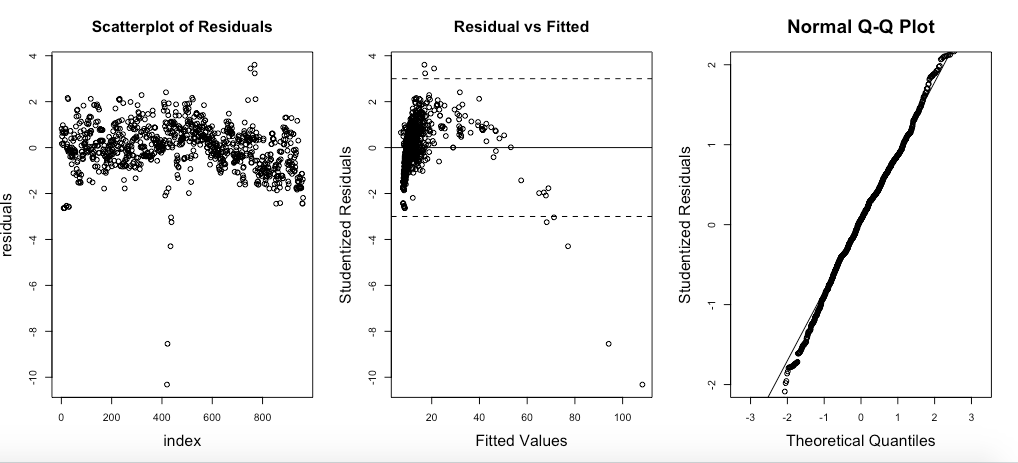 Scatterplot of Residuals
residuals
4
2
0
-2
-4
-6
-8
-10
0 200 400 600 800
index
Residual vs Fitted
Studentized Residuals
4
2
0
-2
-4
-6
-8
-10
20 40 60 80 100
Fitted Values
Normal Q-Q Plot
Studentized Residuals
2
1
0
-1
-2
-3 -2 -1 0 1 2 3
Theoretical Quantiles